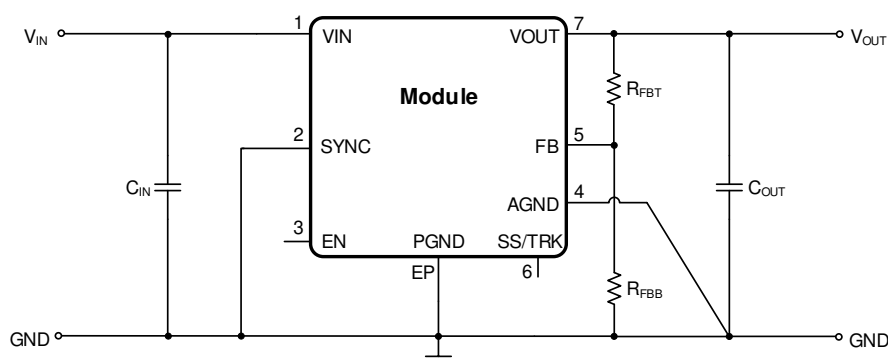 VIN
1
VIN
VOUT
7
VOUT
Module
RFBT
2
SYNC
FB
5
CIN
AGND
4
COUT
3
EN
PGND
SS/TRK
EP
6
RFBB
GND
GND